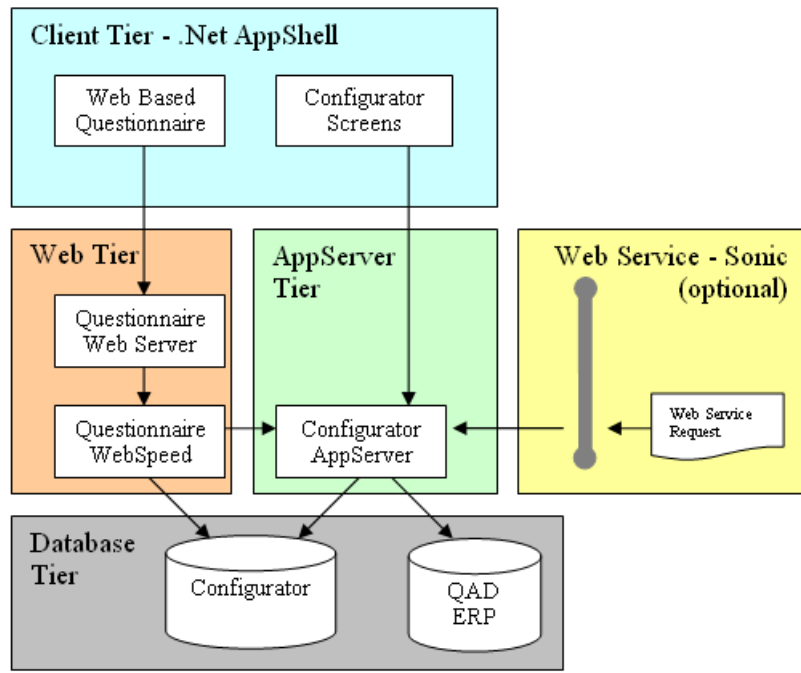 Client Tier - .Net AppShell
Web Based
Questionnaire
Configurator
Screens
Web Tier
Questionnaire
Web Server
Questionnaire
WebSpeed
AppServer
Tier
Configurator
AppServer
Web Service - Sonic
(optional)
Web Service
Request
Database
Tier
Configurator
QAD
ERP